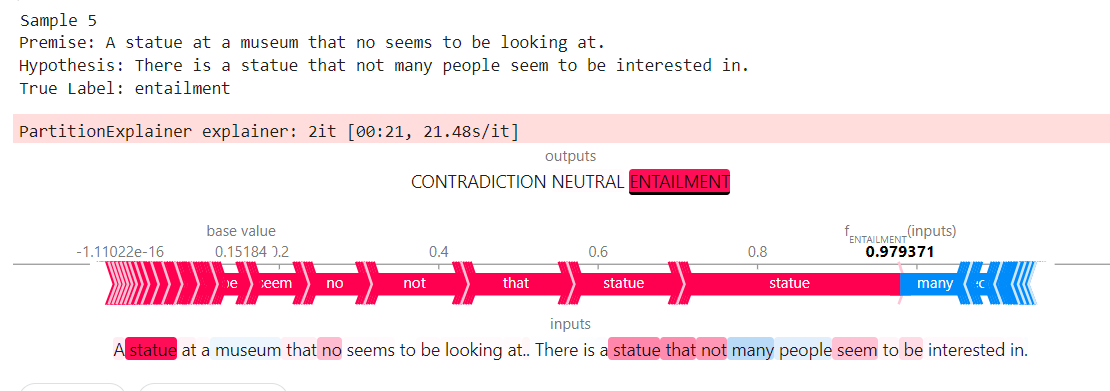 Sample 5
Premise: A statue at a museum that no seems to be looking at.
Hypothesis: There is a statue that not many people seem to be interested in.
True Label: entailment
PartitionExplainer explainer: 2it [00:21, 21.48s/it]
outputs
CONTRADICTION NEUTRAL ENTAILMENT
base value
f ENTAILMENT (inputs)
-1.11022e-16 0.15184 0.2 0.4 0.6 0.8 0.979371
seem no not that statue statue many
inputs
A statue at a museum that no seems to be looking at.. There is a statue that not many people seem to be interested in.